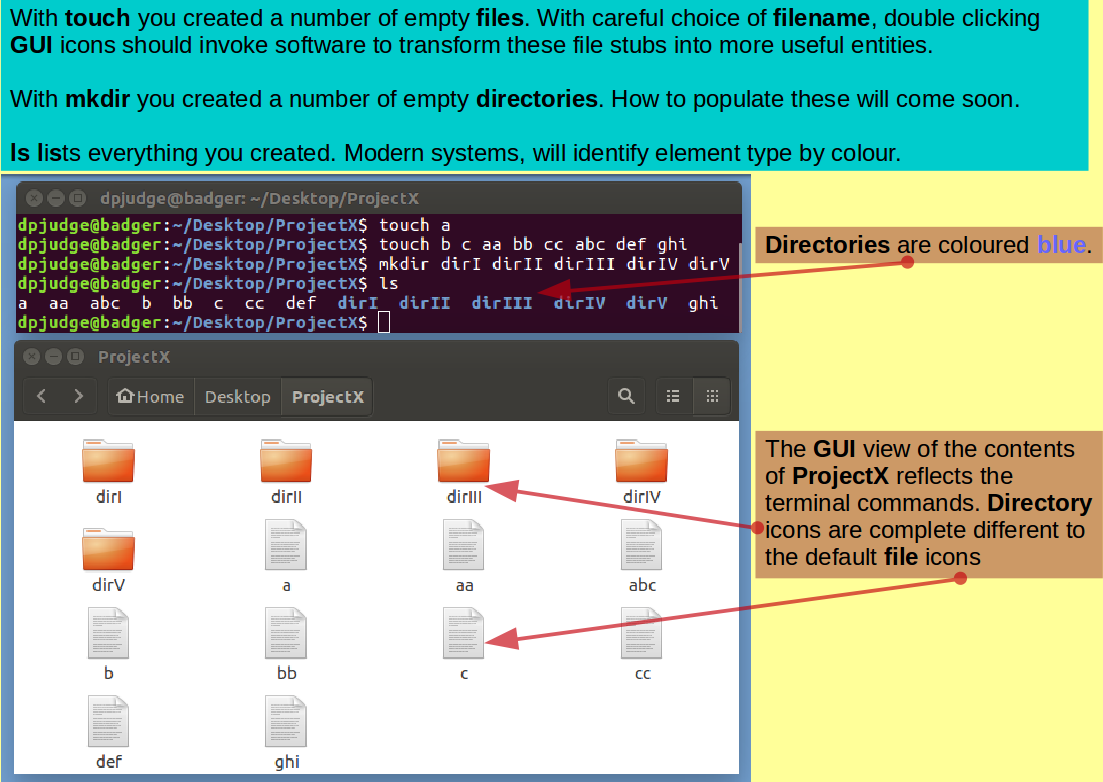 With touch you created a number of empty files. With careful choice of filename, double clicking
GUI icons should invoke software to transform these file stubs into more useful entities.
With mkdir you created a number of empty directories. How to populate these will come soon.
ls lists everything you created. Modern systems, will identify element type by colour.
dpjudge@badger: ~/Desktop/ProjectX
dpjudge@badger:~/Desktop/ProjectX$ touch a
dpjudge@badger:~/Desktop/ProjectX$ touch b c aa bb cc abc def ghi
dpjudge@badger:~/Desktop/ProjectX$ mkdir dirI dirII dirIII dirIV dirV
dpjudge@badger:~/Desktop/ProjectX$ ls
a aa abc b bb c cc def dirI dirII dirIII dirIV dirV ghi
dpjudge@badger:~/Desktop/ProjectX$
Directories are coloured blue.
ProjectX
Home Desktop ProjectX
dirI dirII dirIII dirIV
dirV a aa abc
b bb c cc
def ghi
The GUI view of the contents
of ProjectX reflects the
terminal commands. Directory
icons are complete different to
the default file icons